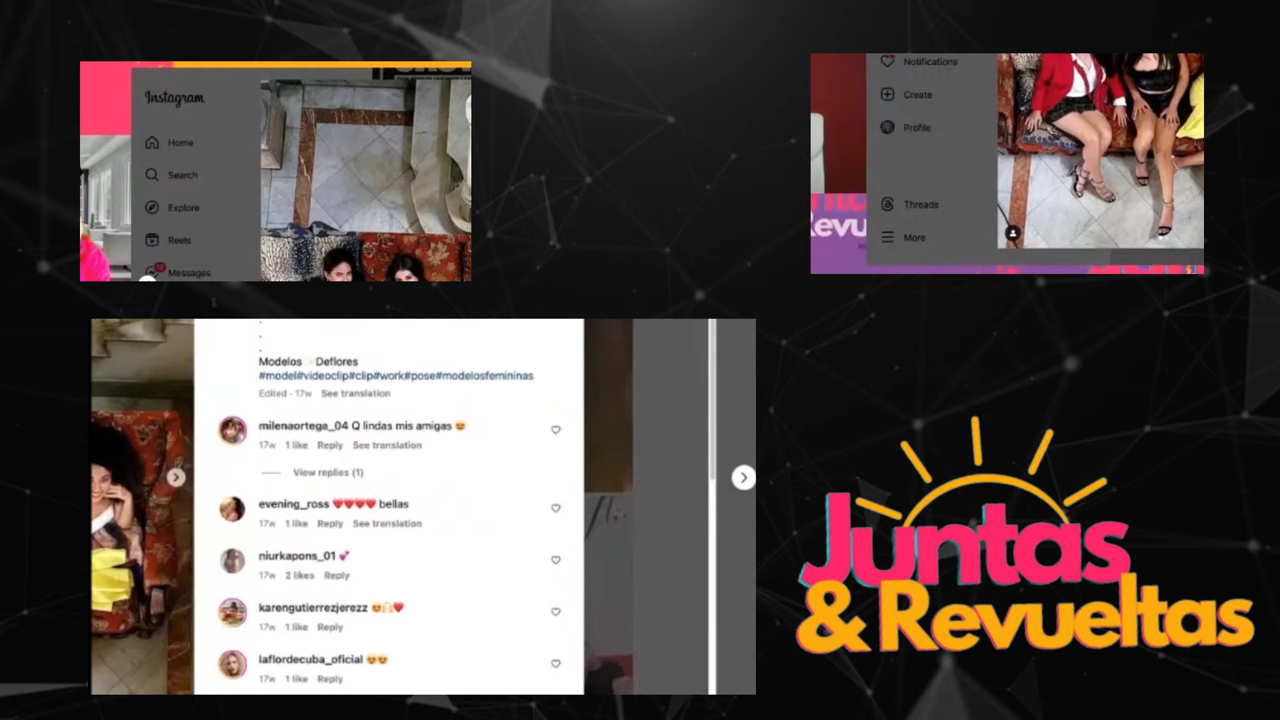 Instagram
Home
Search
Explore
Reels
Messages
Notifications
Create
Profile
Threads
More
Modelos Deflores
#model#videoclip#clip#work#pose#modelosfemininas
Edited · 17w See translation
milenaortega_04 Q lindas mis amigas 😍
17w 1 like Reply See translation
View replies (1)
evening_ross ❤️❤️❤️❤️ bellas
17w 1 like Reply See translation
niurkapons_01 💕
17w 2 likes Reply
karengutierrezjerezz 😍🙌❤️
17w 1 like Reply
laflordecuba_oficial 😍😍
17w 1 like Reply
Juntas
& Revueltas